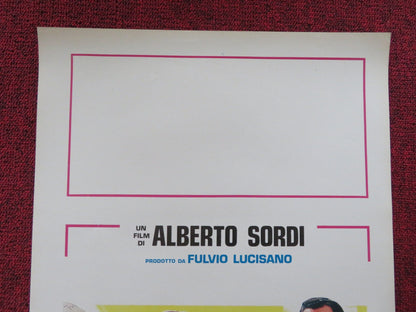 UN
FILM
DI ALBERTO SORDI
PRODOTTO DA FULVIO LUCISANO